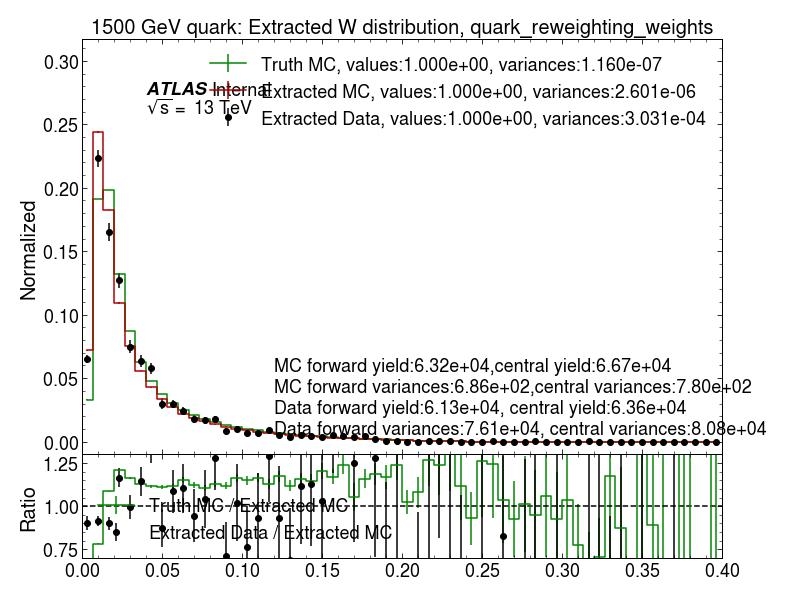 1500 GeV quark: Extracted W distribution, quark_reweighting_weights
Truth MC, values:1.000e+00, variances:1.160e-07
ATLAS Internal
Extracted MC, values:1.000e+00, variances:2.601e-06
√s = 13 TeV
Extracted Data, values:1.000e+00, variances:3.031e-04
Normalized
0.30
0.25
0.20
0.15
0.10
0.05
0.00
MC forward yield:6.32e+04,central yield:6.67e+04
MC forward variances:6.86e+02,central variances:7.80e+02
Data forward yield:6.13e+04, central yield:6.36e+04
Data forward variances:7.61e+04, central variances:8.08e+04
Ratio
1.25
1.00
0.75
Truth MC / Extracted MC
Extracted Data / Extracted MC
0.00 0.05 0.10 0.15 0.20 0.25 0.30 0.35 0.40